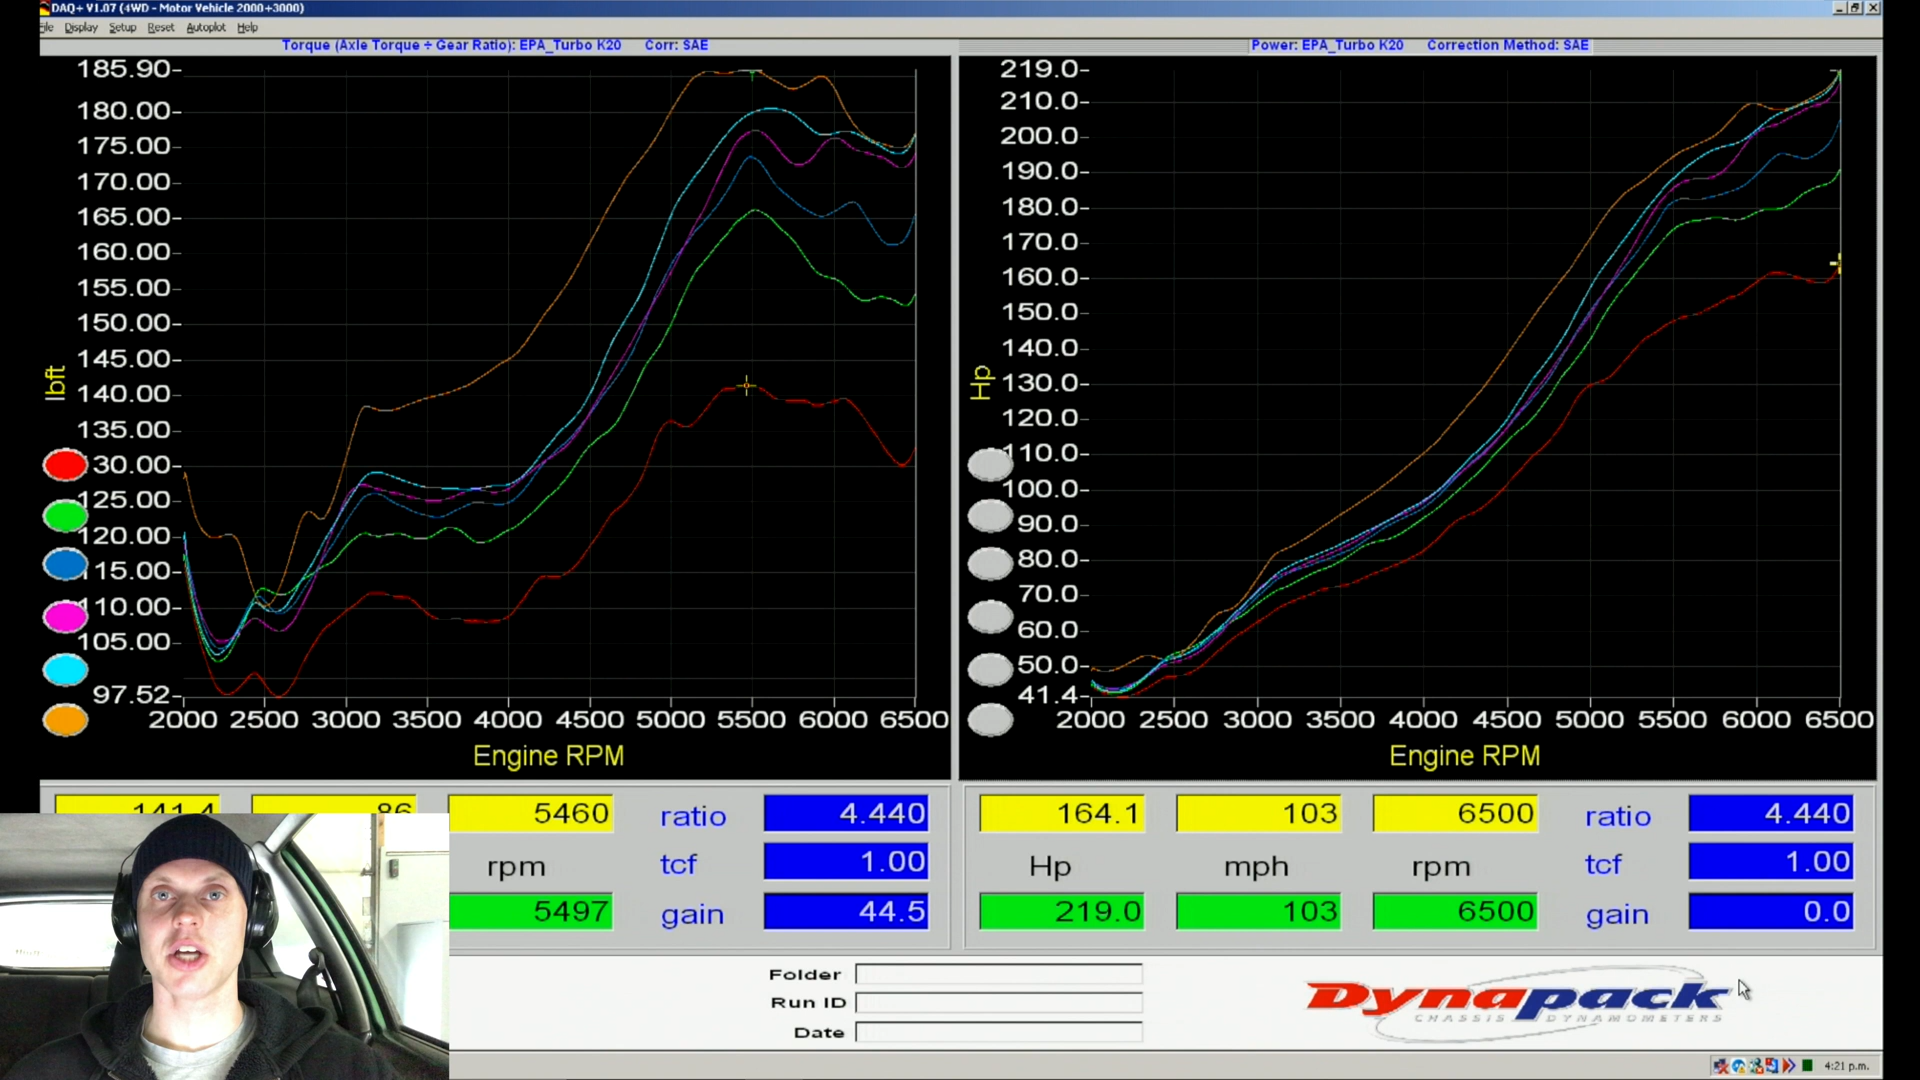 DAQ+ V1.07 (4WD - Motor Vehicle 2000+3000)
File Display Setup Reset Autoplot Help
Torque (Axle Torque ÷ Gear Ratio): EPA_Turbo K20 Corr: SAE
185.90
180.00
175.00
170.00
165.00
160.00
155.00
150.00
145.00
140.00
135.00
30.00
125.00
120.00
115.00
110.00
105.00
97.52
lbft
2000 2500 3000 3500 4000 4500 5000 5500 6000 6500
Engine RPM
Power: EPA_Turbo K20 Correction Method: SAE
219.0
210.0
200.0
190.0
180.0
170.0
160.0
150.0
140.0
130.0
120.0
110.0
100.0
90.0
80.0
70.0
60.0
50.0
41.4
Hp
2000 2500 3000 3500 4000 4500 5000 5500 6000 6500
Engine RPM
141.4 86 5460 ratio 4.440
rpm tcf 1.00
5497 gain 44.5
164.1 103 6500 ratio 4.440
Hp mph rpm tcf 1.00
219.0 103 6500 gain 0.0
Folder
Run ID
Date
Dynapack
CHASSIS DYNAMOMETERS
4:21 p.m.